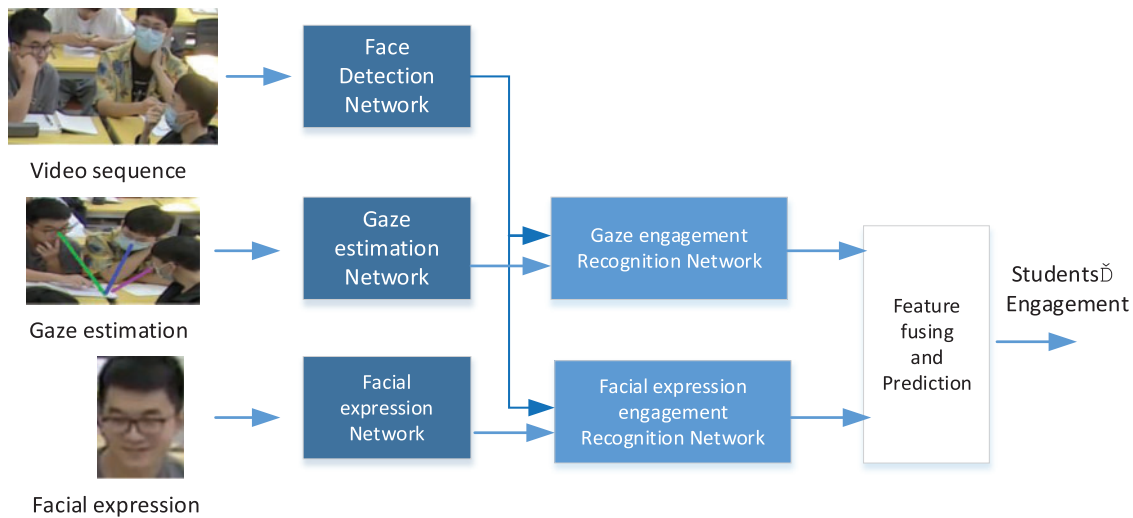 Face
Detection
Network
Video sequence
Gaze
estimation
Network
Gaze engagement
Recognition Network
Gaze estimation
Feature
fusing
and
Prediction
StudentsĎ
Engagement
Facial
expression
Network
Facial expression
engagement
Recognition Network
Facial expression